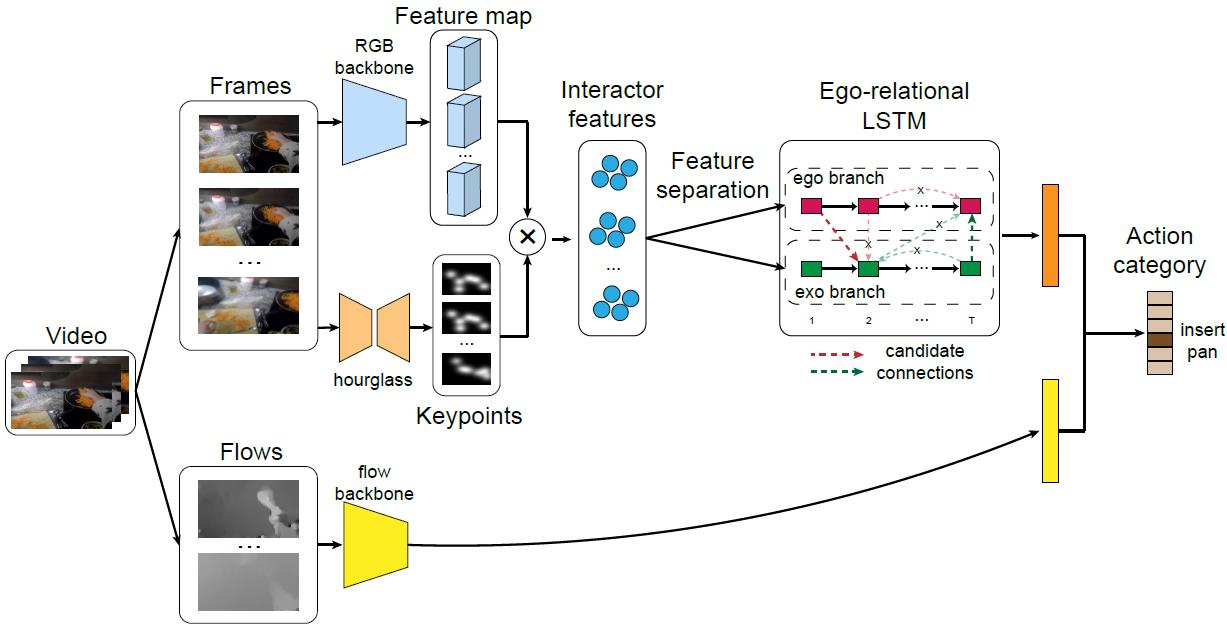 Feature map
RGB
backbone
Frames
...
...
Interactor
features
...
Feature
separation
Ego-relational
LSTM
ego branch
x
...
x
x
x
...
exo branch
1
2
...
T
candidate
connections
Action
category
insert
pan
Video
hourglass
...
Keypoints
Flows
...
flow
backbone